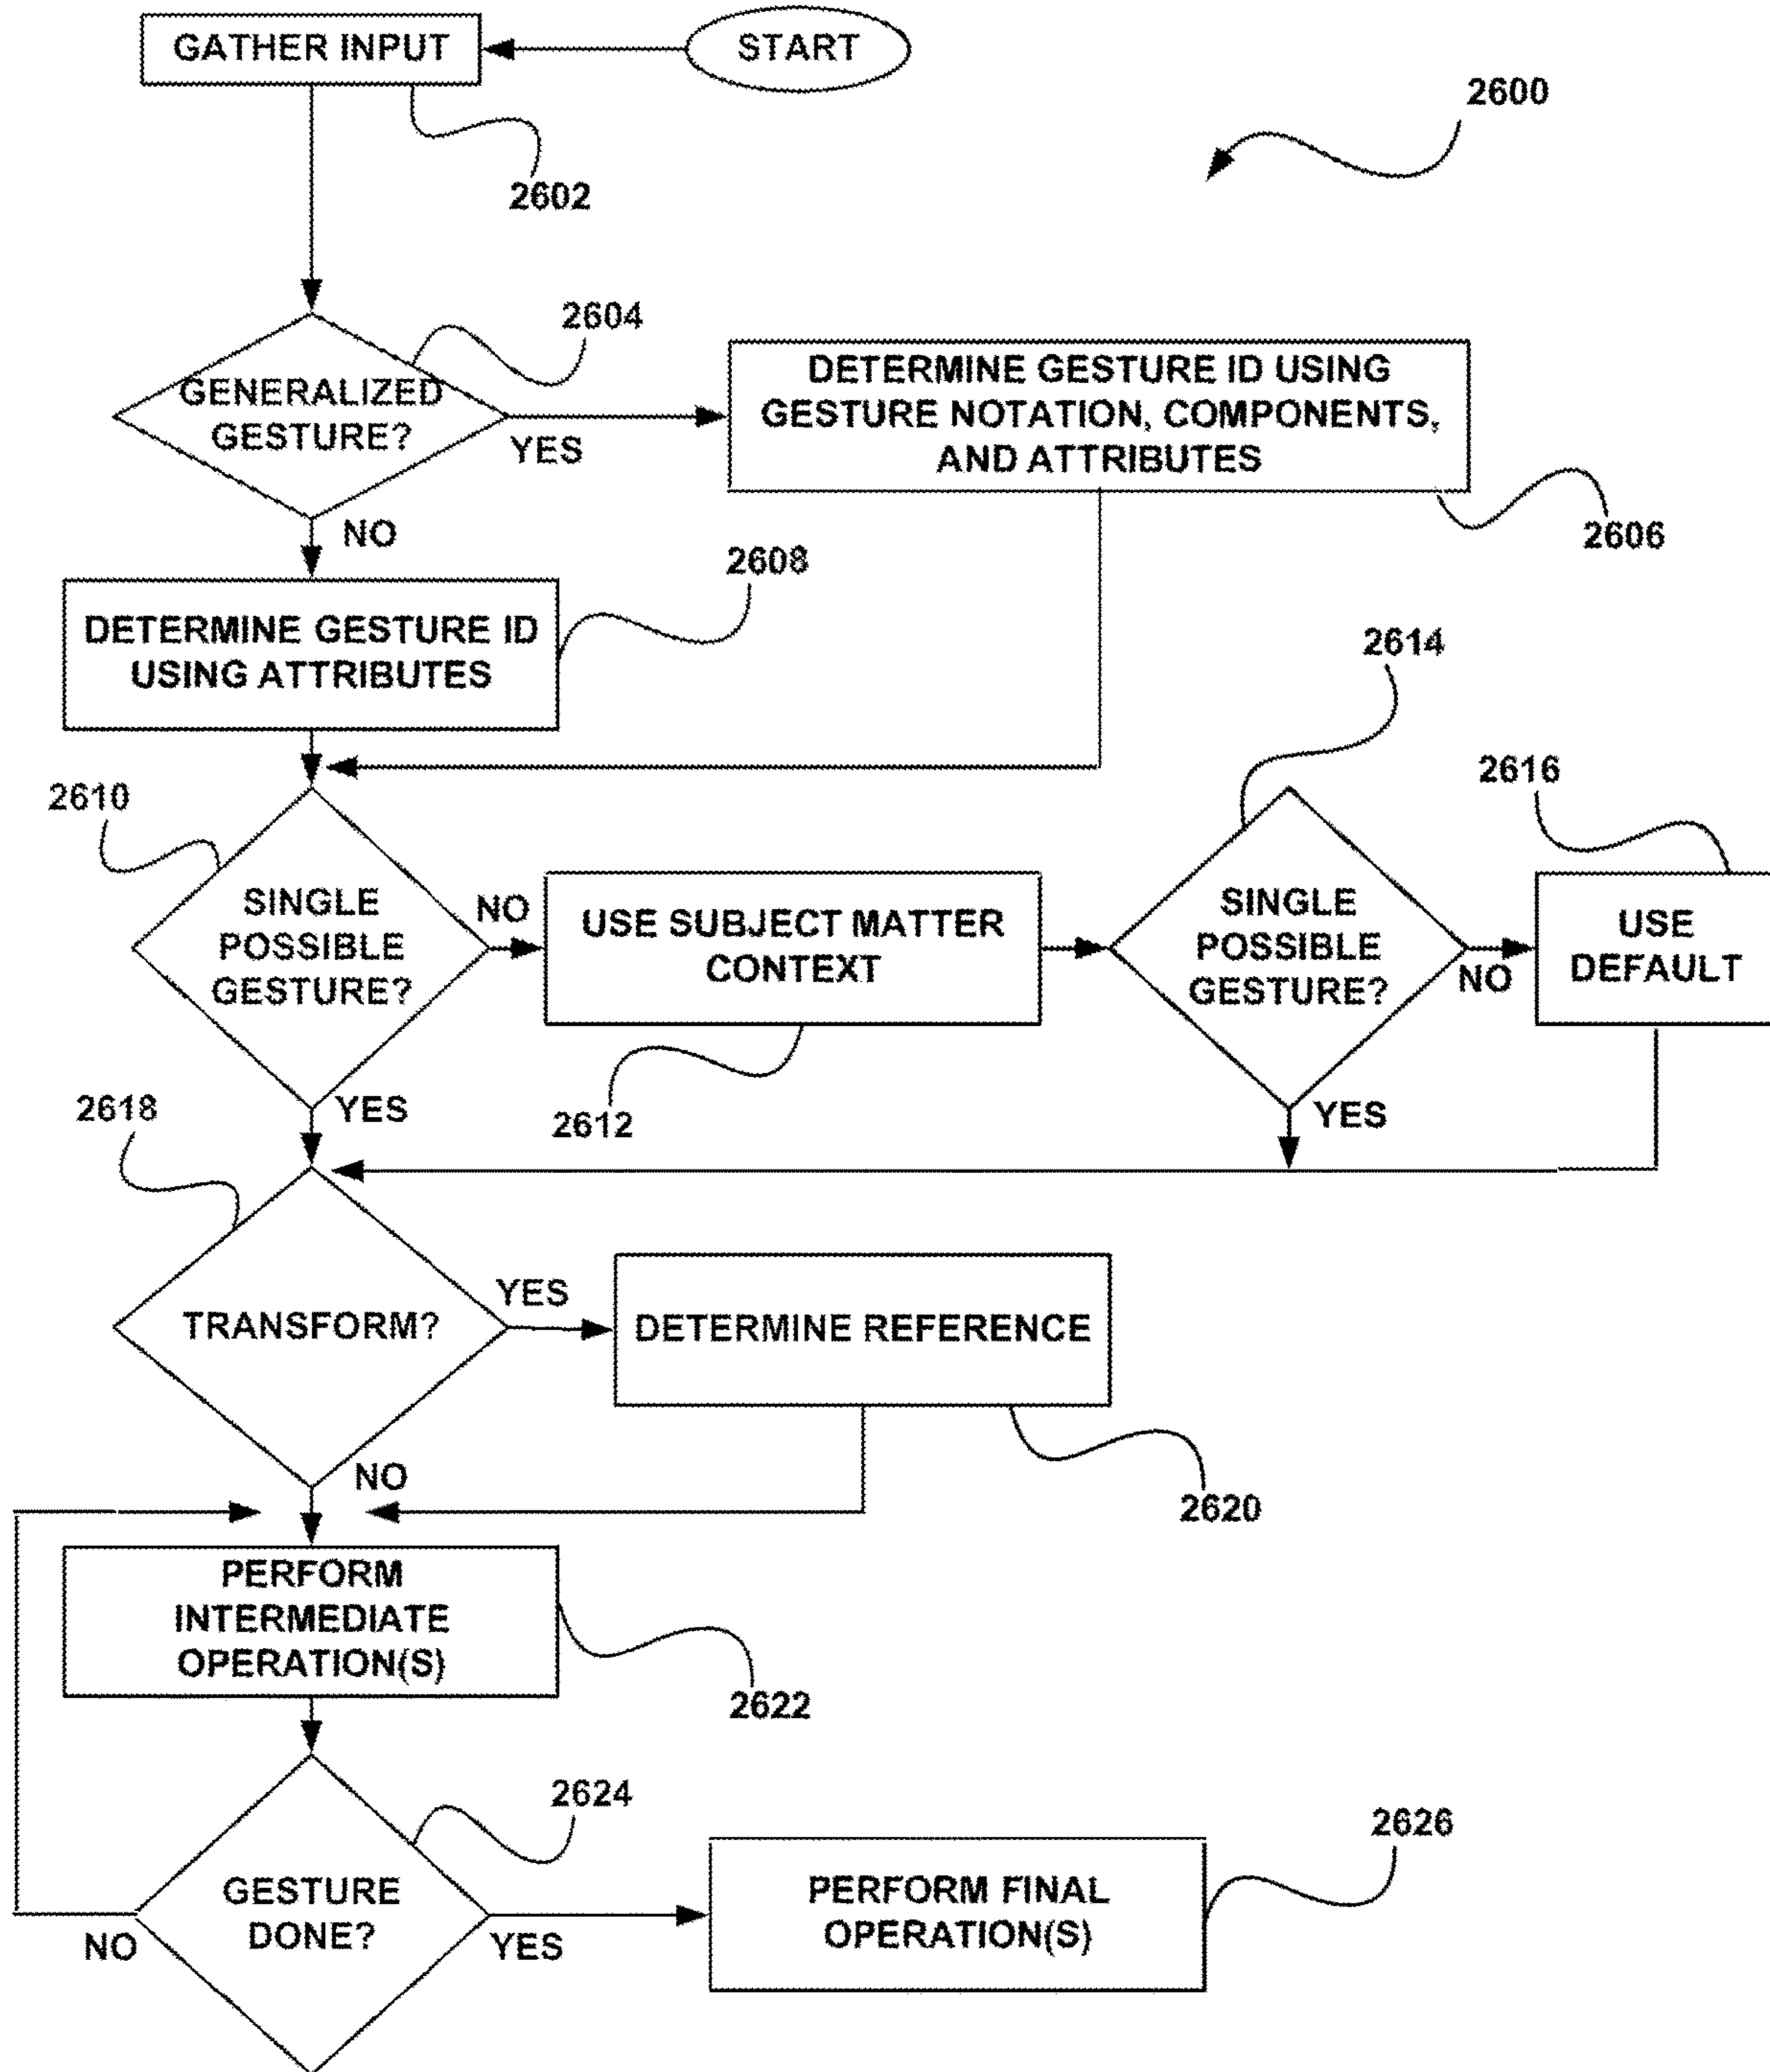 GATHER INPUT
START
2600
2602
2604
GENERALIZED
GESTURE?
YES
DETERMINE GESTURE ID USING
GESTURE NOTATION, COMPONENTS,
AND ATTRIBUTES
2606
NO
2608
DETERMINE GESTURE ID
USING ATTRIBUTES
2610
SINGLE
POSSIBLE
GESTURE?
NO
USE SUBJECT MATTER
CONTEXT
2612
2614
SINGLE
POSSIBLE
GESTURE?
NO
2616
USE
DEFAULT
YES
YES
2618
TRANSFORM?
YES
DETERMINE REFERENCE
2620
NO
PERFORM
INTERMEDIATE
OPERATION(S)
2622
2624
GESTURE
DONE?
NO
YES
PERFORM FINAL
OPERATION(S)
2626